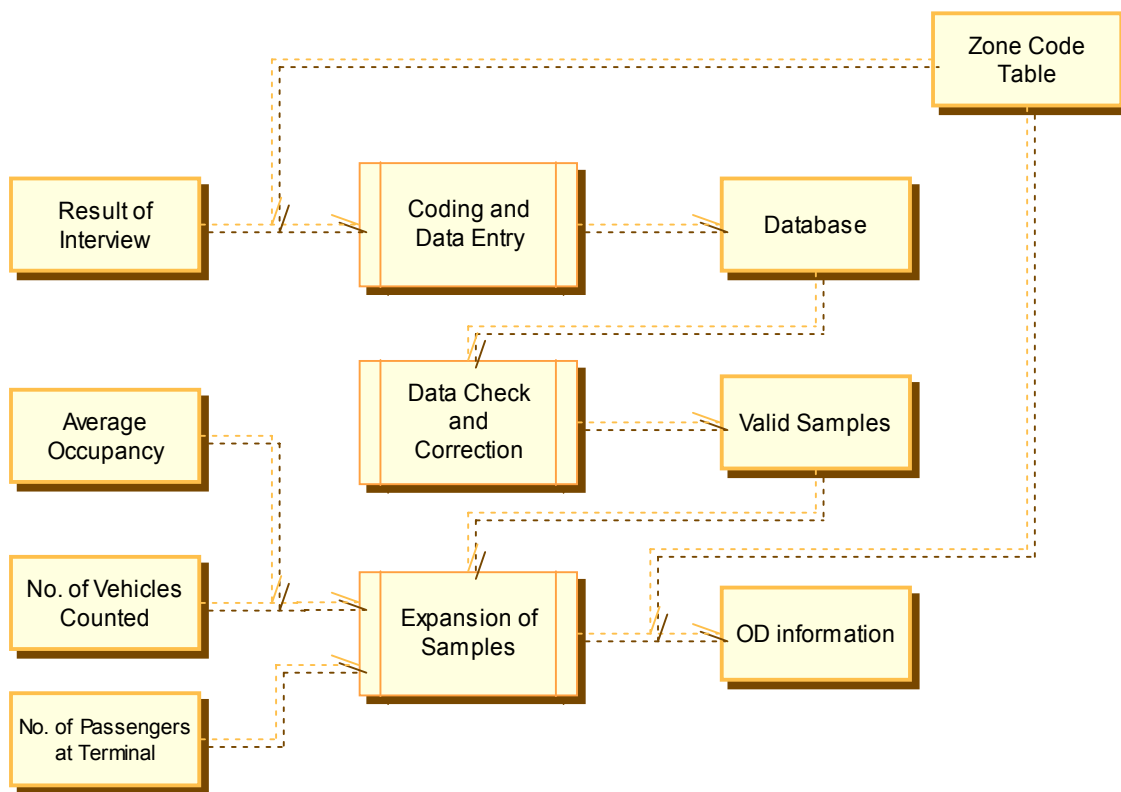 Zone Code
Table
Result of
Interview
Coding and
Data Entry
Database
Average
Occupancy
Data Check
and
Correction
Valid Samples
No. of Vehicles
Counted
Expansion of
Samples
OD information
No. of Passengers
at Terminal